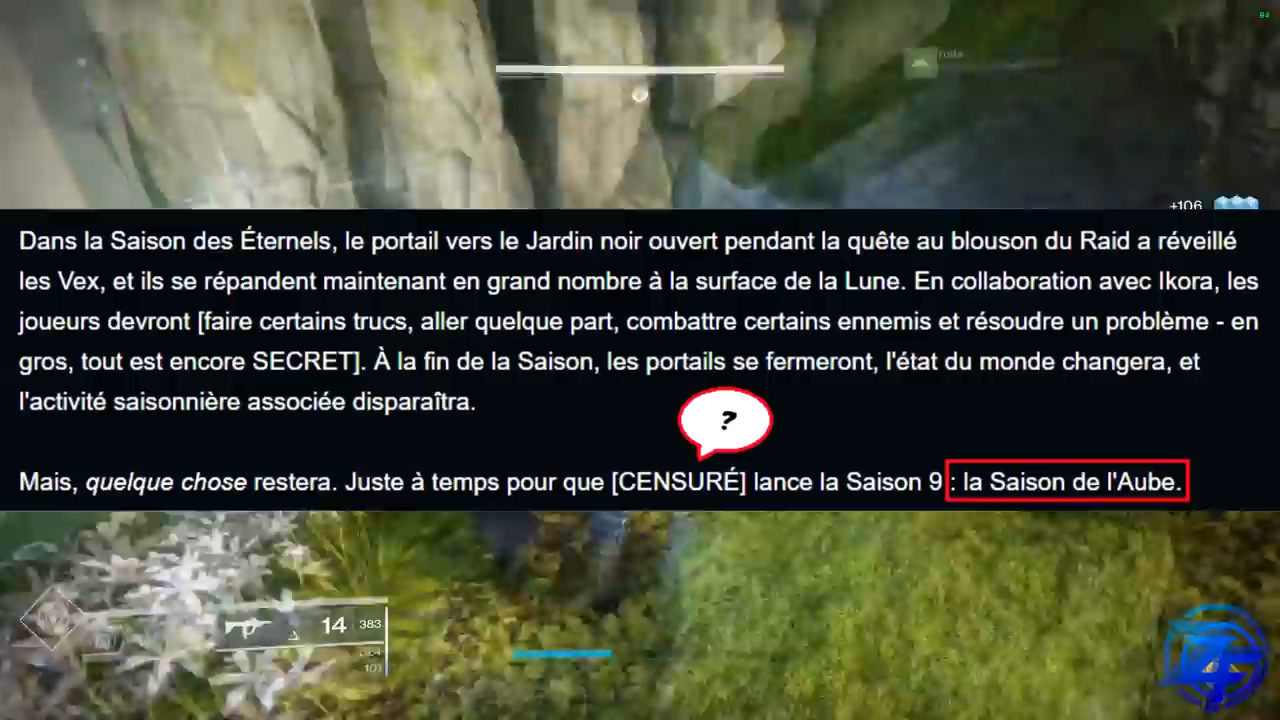 94
+106
Dans la Saison des Éternels, le portail vers le Jardin noir ouvert pendant la quête au blouson du Raid a réveillé
les Vex, et ils se répandent maintenant en grand nombre à la surface de la Lune. En collaboration avec Ikora, les
joueurs devront [faire certains trucs, aller quelque part, combattre certains ennemis et résoudre un problème - en
gros, tout est encore SECRET]. À la fin de la Saison, les portails se fermeront, l'état du monde changera, et
l'activité saisonnière associée disparaîtra.
?
Mais, quelque chose restera. Juste à temps pour que [CENSURÉ] lance la Saison 9 : la Saison de l'Aube.
14 383